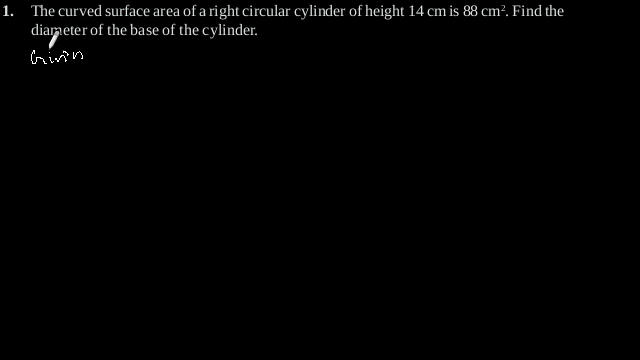 1. The curved surface area of a right circular cylinder of height 14 cm is 88 cm². Find the
diameter of the base of the cylinder.
Given